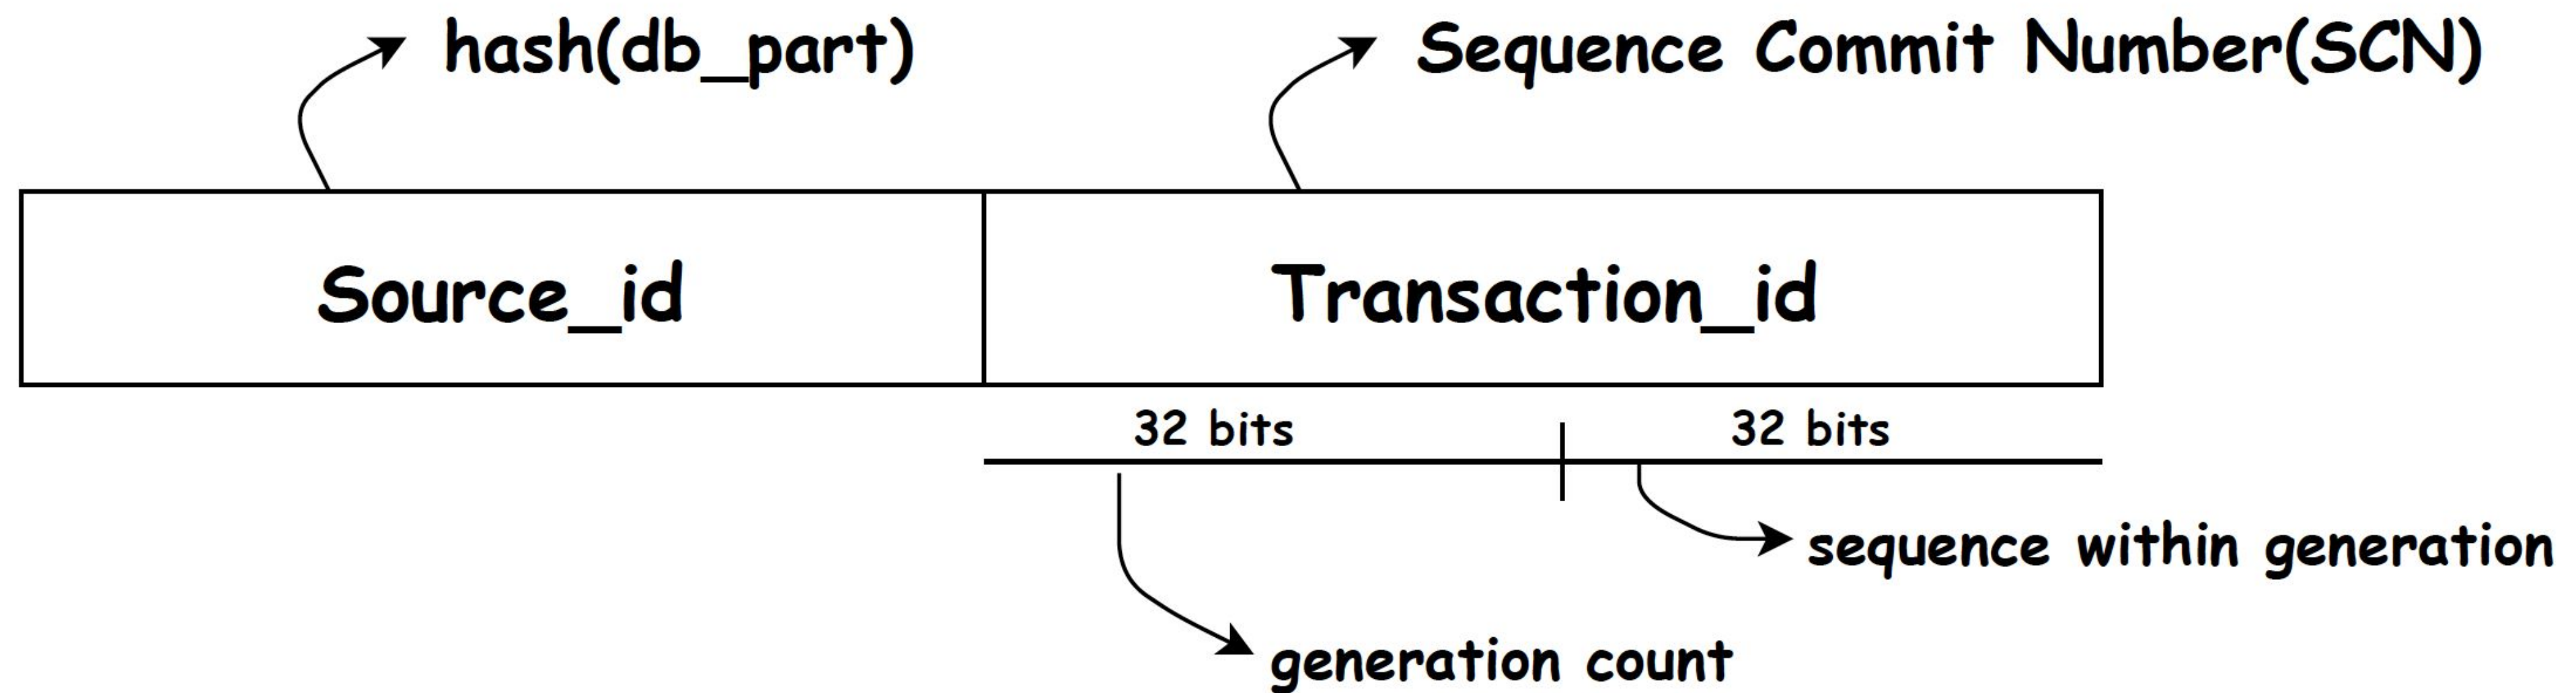 hash(db_part)
Sequence Commit Number(SCN)
Source_id
Transaction_id
32 bits
32 bits
sequence within generation
generation count